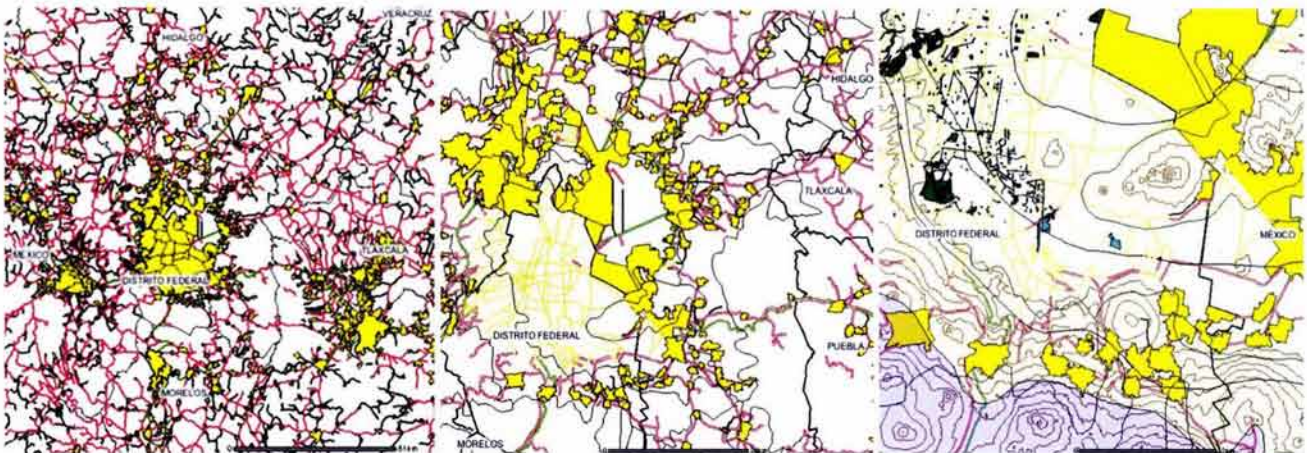 VERACRUZ
HIDALGO
MEXICO
TLAXCALA
DISTRITO FEDERAL
MORELOS
HIDALGO
TLAXCALA
DISTRITO FEDERAL
PUEBLA
MORELOS
DISTRITO FEDERAL
MÉXICO